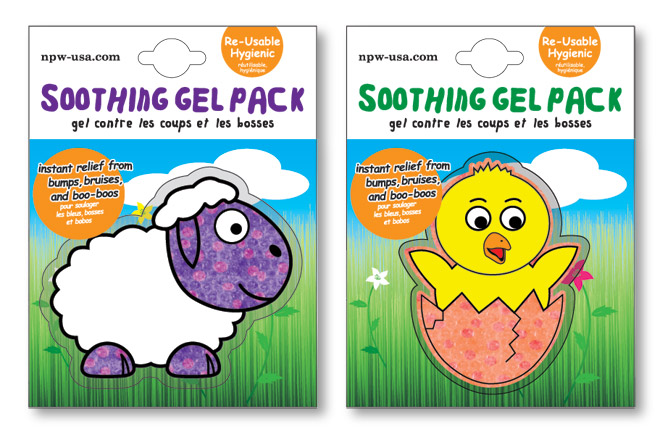 npw-usa.com
Re-Usable
Hygienic
réutilisable,
hygiénique
SOOTHING GEL PACK
gel contre les coups et les bosses
instant relief from
bumps, bruises,
and boo-boos
pour soulager
les bleus, bosses
et bobos
npw-usa.com
Re-Usable
Hygienic
réutilisable,
hygiénique
SOOTHING GEL PACK
gel contre les coups et les bosses
instant relief from
bumps, bruises,
and boo-boos
pour soulager
les bleus, bosses
et bobos